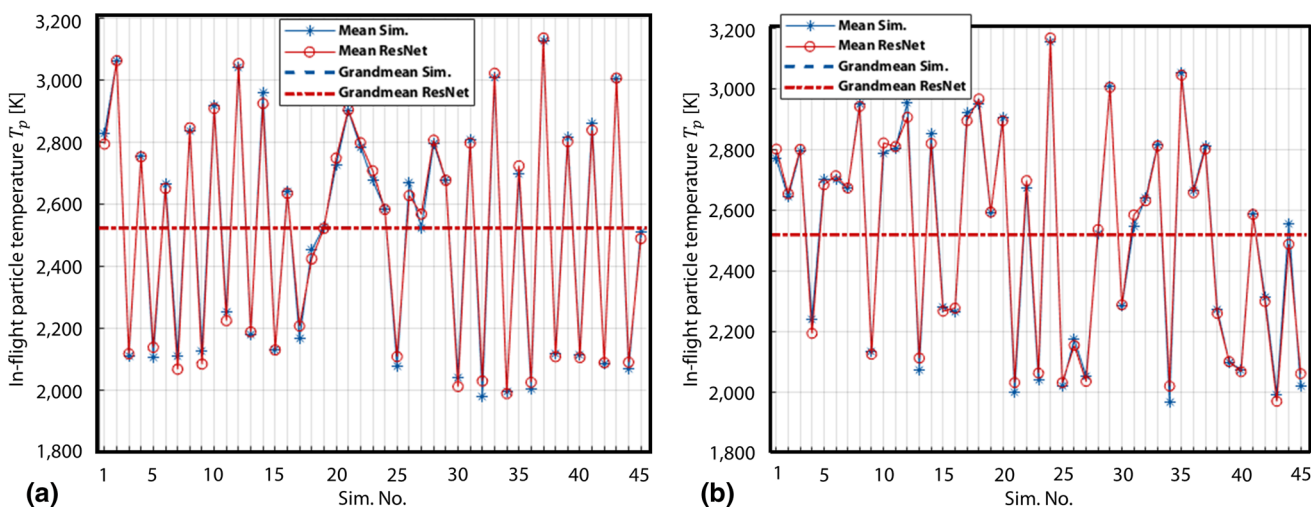 3,200
3,000
2,800
2,600
2,400
2,200
2,000
1,800
In-flight particle temperature Tp [K]
Mean Sim.
Mean ResNet
Grandmean Sim.
Grandmean ResNet
1 5 10 15 20 25 30 35 40 45
(a)
Sim. No.
3,200
3,000
2,800
2,600
2,400
2,200
2,000
1,800
In-flight particle temperature Tp [K]
Mean Sim.
Mean ResNet
Grandmean Sim.
Grandmean ResNet
1 5 10 15 20 25 30 35 40 45
(b)
Sim. No.